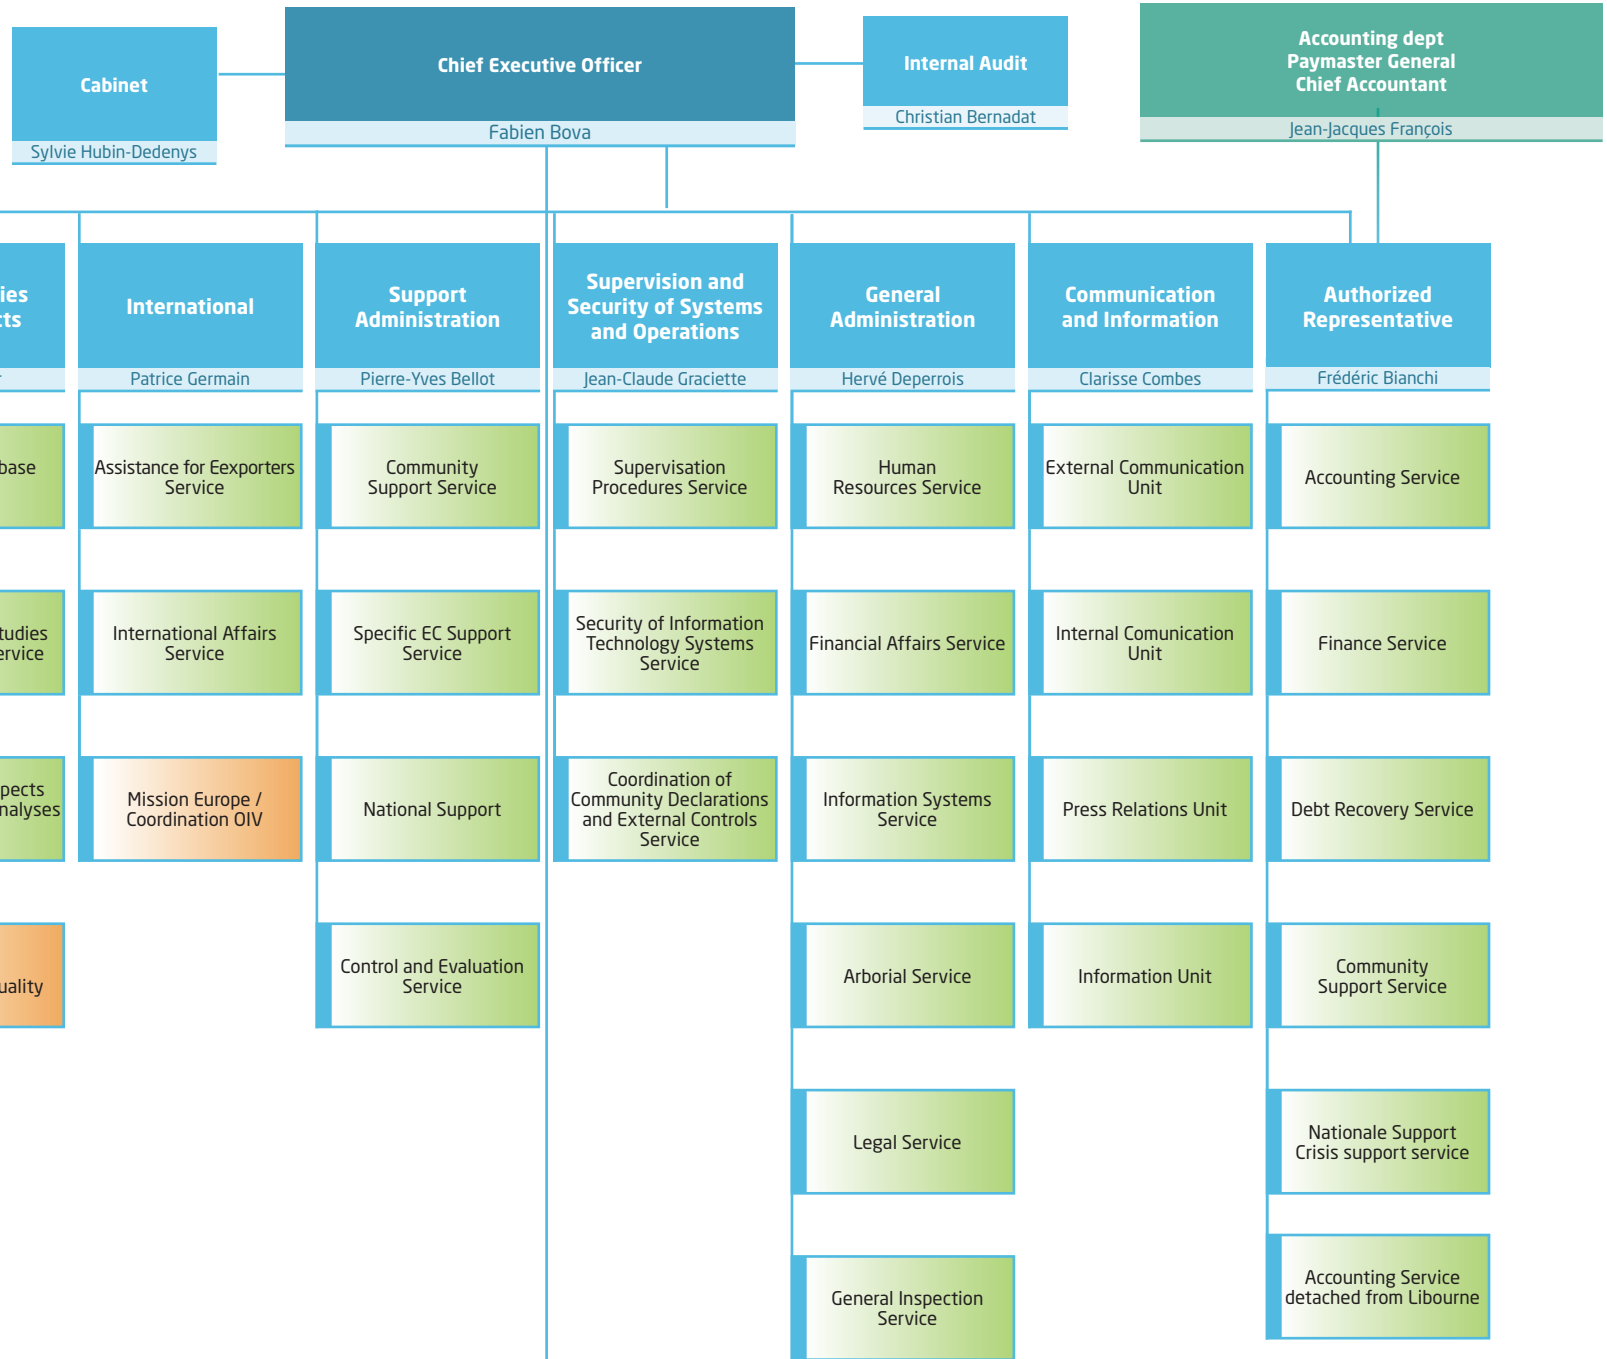 Cabinet
Sylvie Hubin-Dedenys
Chief Executive Officer
Fabien Bova
Internal Audit
Christian Bernadat
Accounting dept
Paymaster General
Chief Accountant
Jean-Jacques François
International
Patrice Germain
Assistance for Eexporters
Service
International Affairs
Service
Mission Europe /
Coordination OIV
Support
Administration
Pierre-Yves Bellot
Community
Support Service
Specific EC Support
Service
National Support
Control and Evaluation
Service
Supervision and
Security of Systems
and Operations
Jean-Claude Graciette
Supervisation
Procedures Service
Security of Information
Technology Systems
Service
Coordination of
Community Declarations
and External Controls
Service
General
Administration
Hervé Deperrois
Human
Resources Service
Financial Affairs Service
Information Systems
Service
Arborial Service
Legal Service
General Inspection
Service
Communication
and Information
Clarisse Combes
External Communication
Unit
Internal Comunication
Unit
Press Relations Unit
Information Unit
Authorized
Representative
Frédéric Bianchi
Accounting Service
Finance Service
Debt Recovery Service
Community
Support Service
Nationale Support
Crisis support service
Accounting Service
detached from Libourne